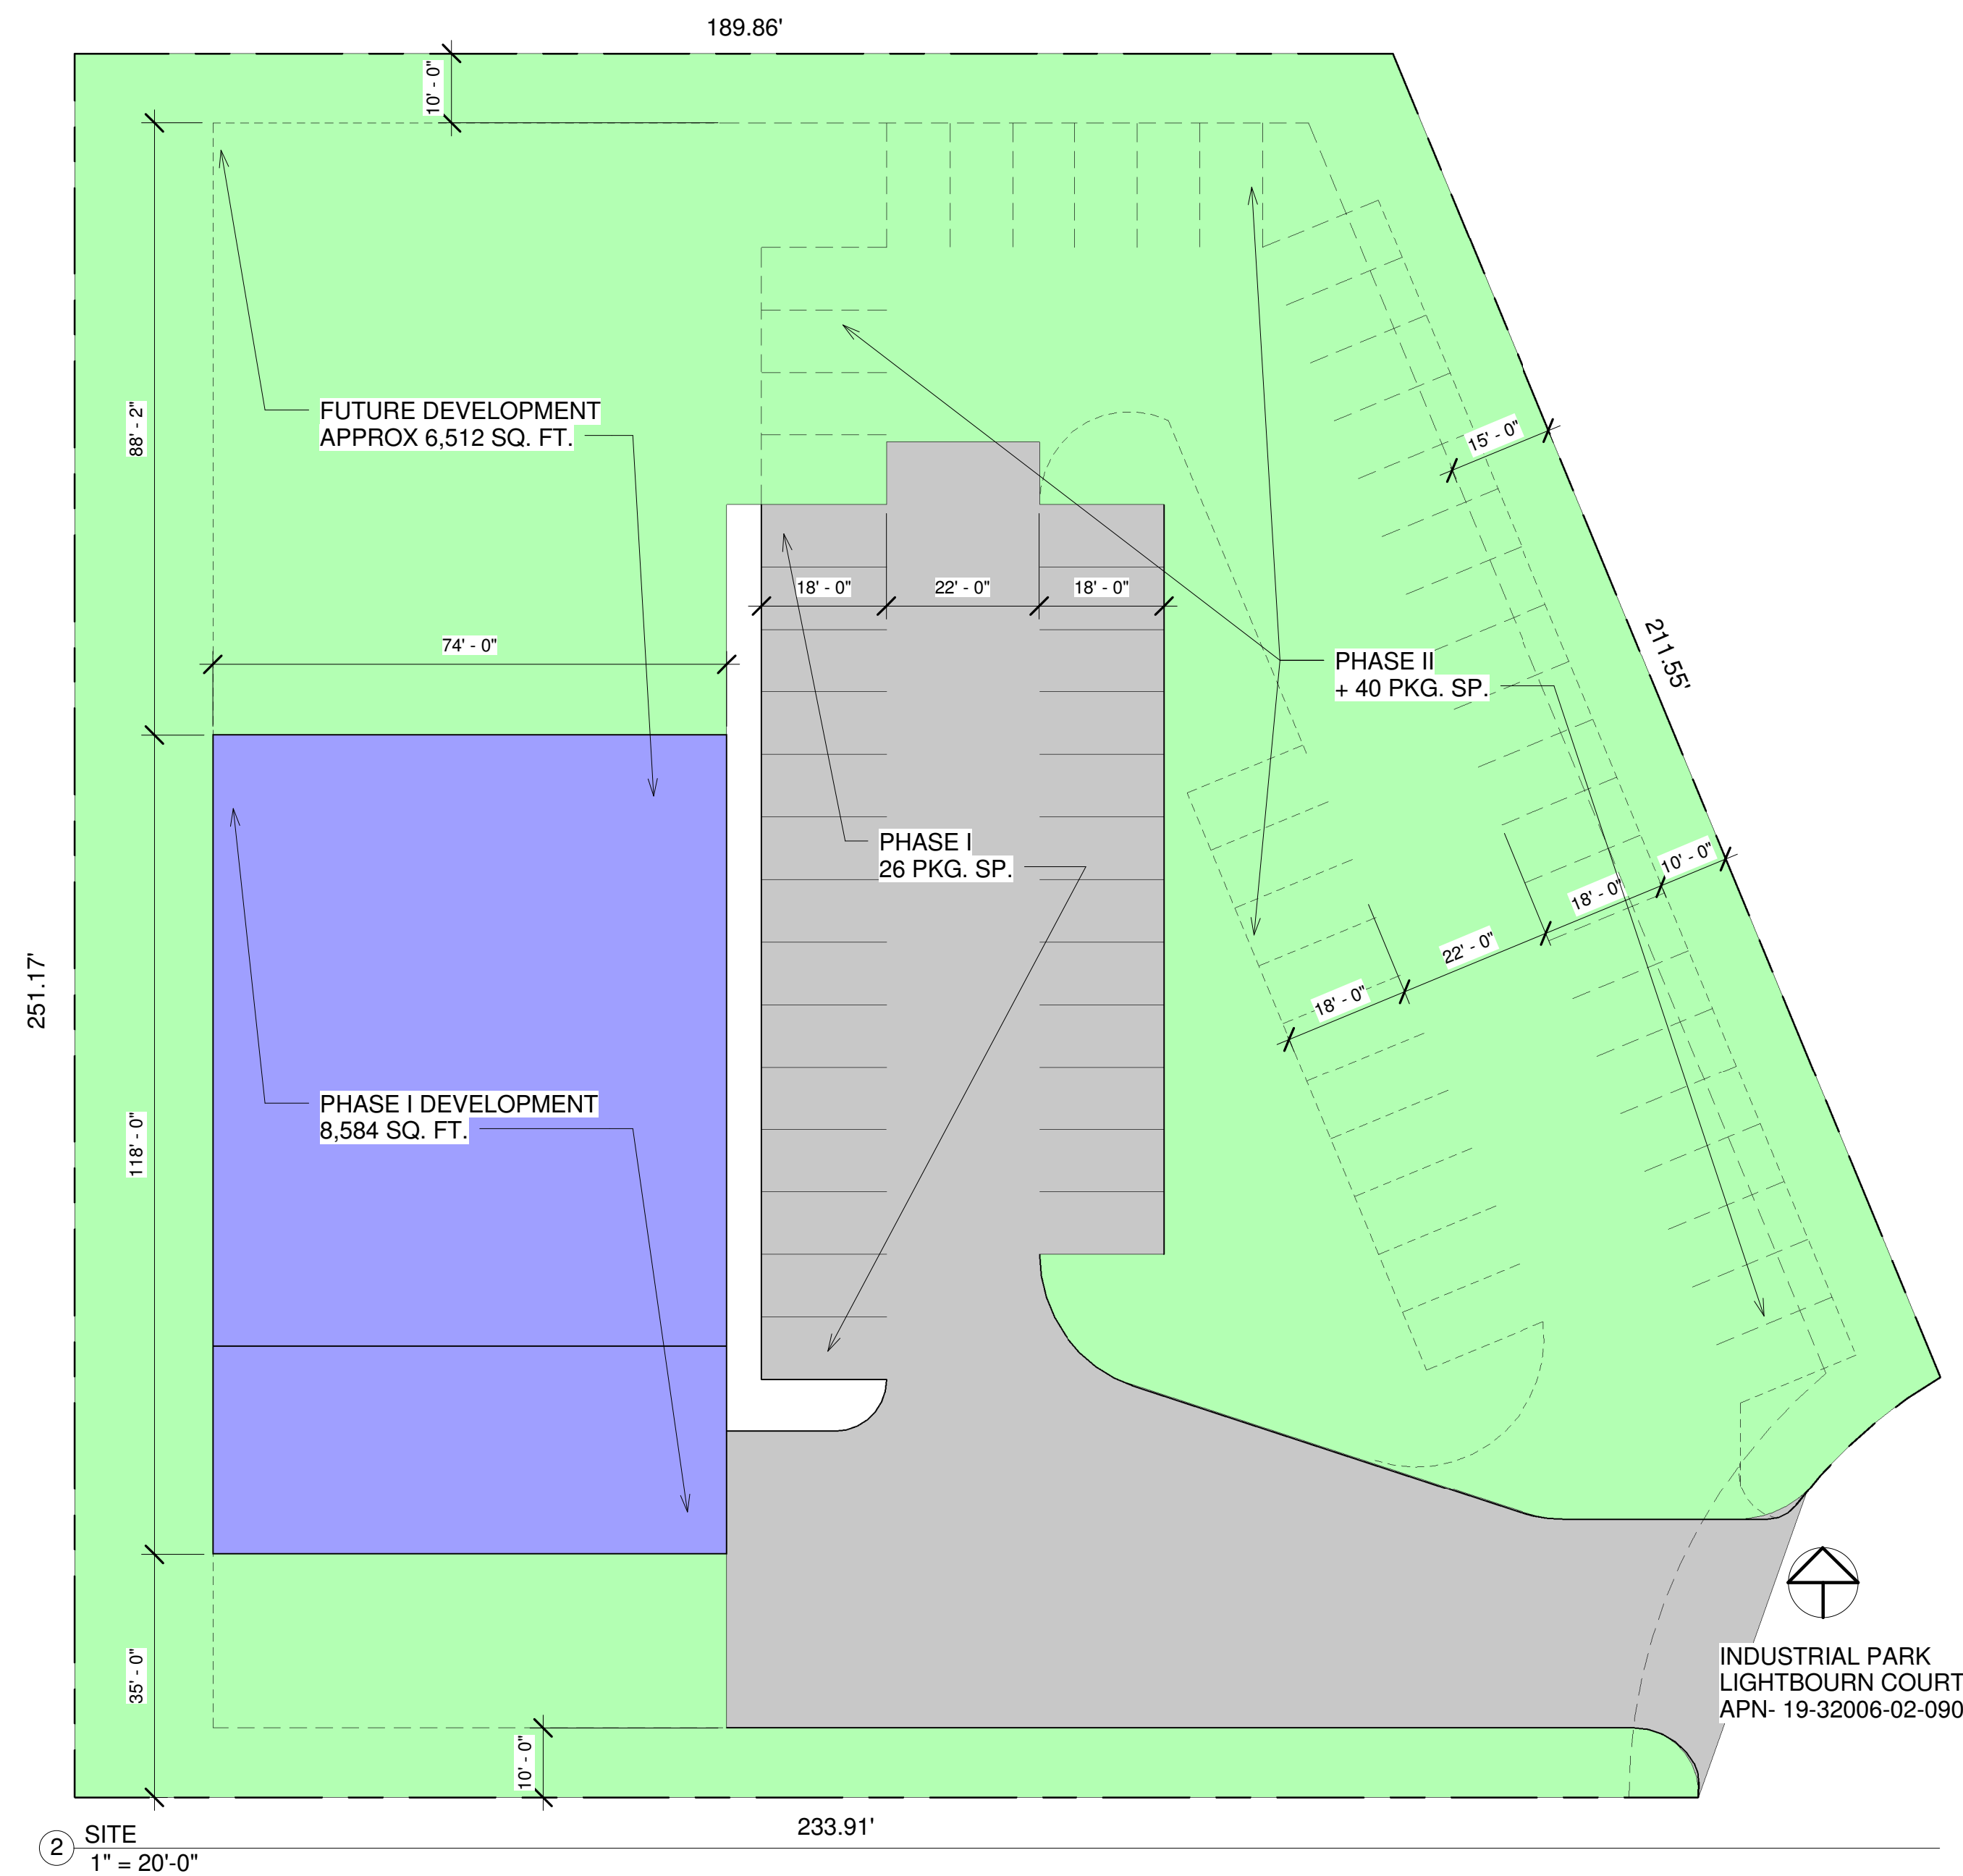 189.86'
10' - 0"
FUTURE DEVELOPMENT
APPROX 6,512 SQ. FT.
88' - 2"
15' - 0"
18' - 0"
22' - 0"
18' - 0"
74' - 0"
PHASE II
+ 40 PKG. SP.
211.55'
PHASE I
26 PKG. SP.
10' - 0"
18' - 0"
22' - 0"
18' - 0"
251.17'
118' - 0"
PHASE I DEVELOPMENT
8,584 SQ. FT.
35' - 0"
10' - 0"
INDUSTRIAL PARK
LIGHTBOURN COURT
APN- 19-32006-02-090
233.91'
2
SITE
1" = 20'-0"